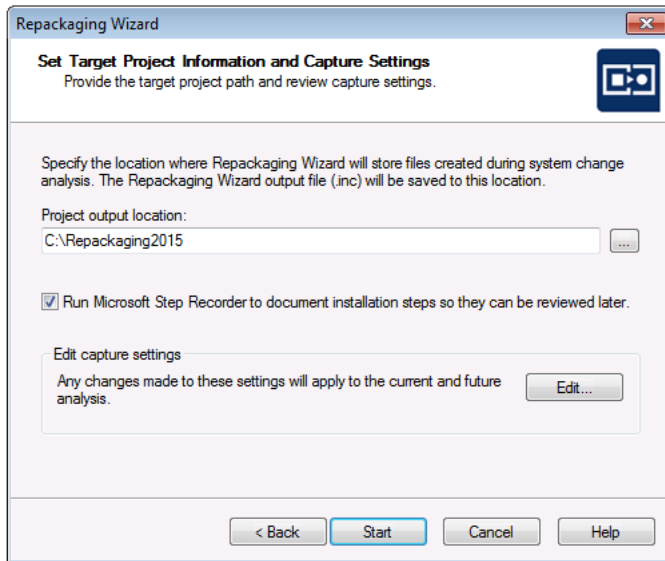 Repackaging Wizard
Set Target Project Information and Capture Settings
Provide the target project path and review capture settings.
Specify the location where Repackaging Wizard will store files created during system change
analysis. The Repackaging Wizard output file (.inc) will be saved to this location.
Project output location:
C:\Repackaging2015
...
Run Microsoft Step Recorder to document installation steps so they can be reviewed later.
Edit capture settings
Any changes made to these settings will apply to the current and future
analysis.
Edit...
< Back
Start
Cancel
Help